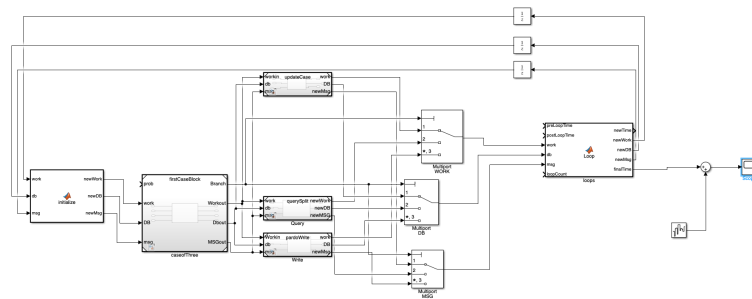 work
db
msg
initialize
newWork
newDB
newMsg
initialize
prob
work
DB
msg
firstCaseBlock
Branch
Workout
Dbout
MSGout
caseofThree
workin
db
mrg
updateCase
work
DB
newMsg
work
db
msg
querySplit
newWork
newDB
newMSG
Query
Workin
db
msg
pardoWrite
work
DB
newMsg
Write
1
2
*, 3
Multiport
WORK
1
2
*, 3
Multiport
DB
1
2
*, 3
Multiport
MSG
preLoopTime
postLoopTime
work
db
msg
loopCount
Loop
newTime
newWork
newDB
newMsg
finalTime
loops